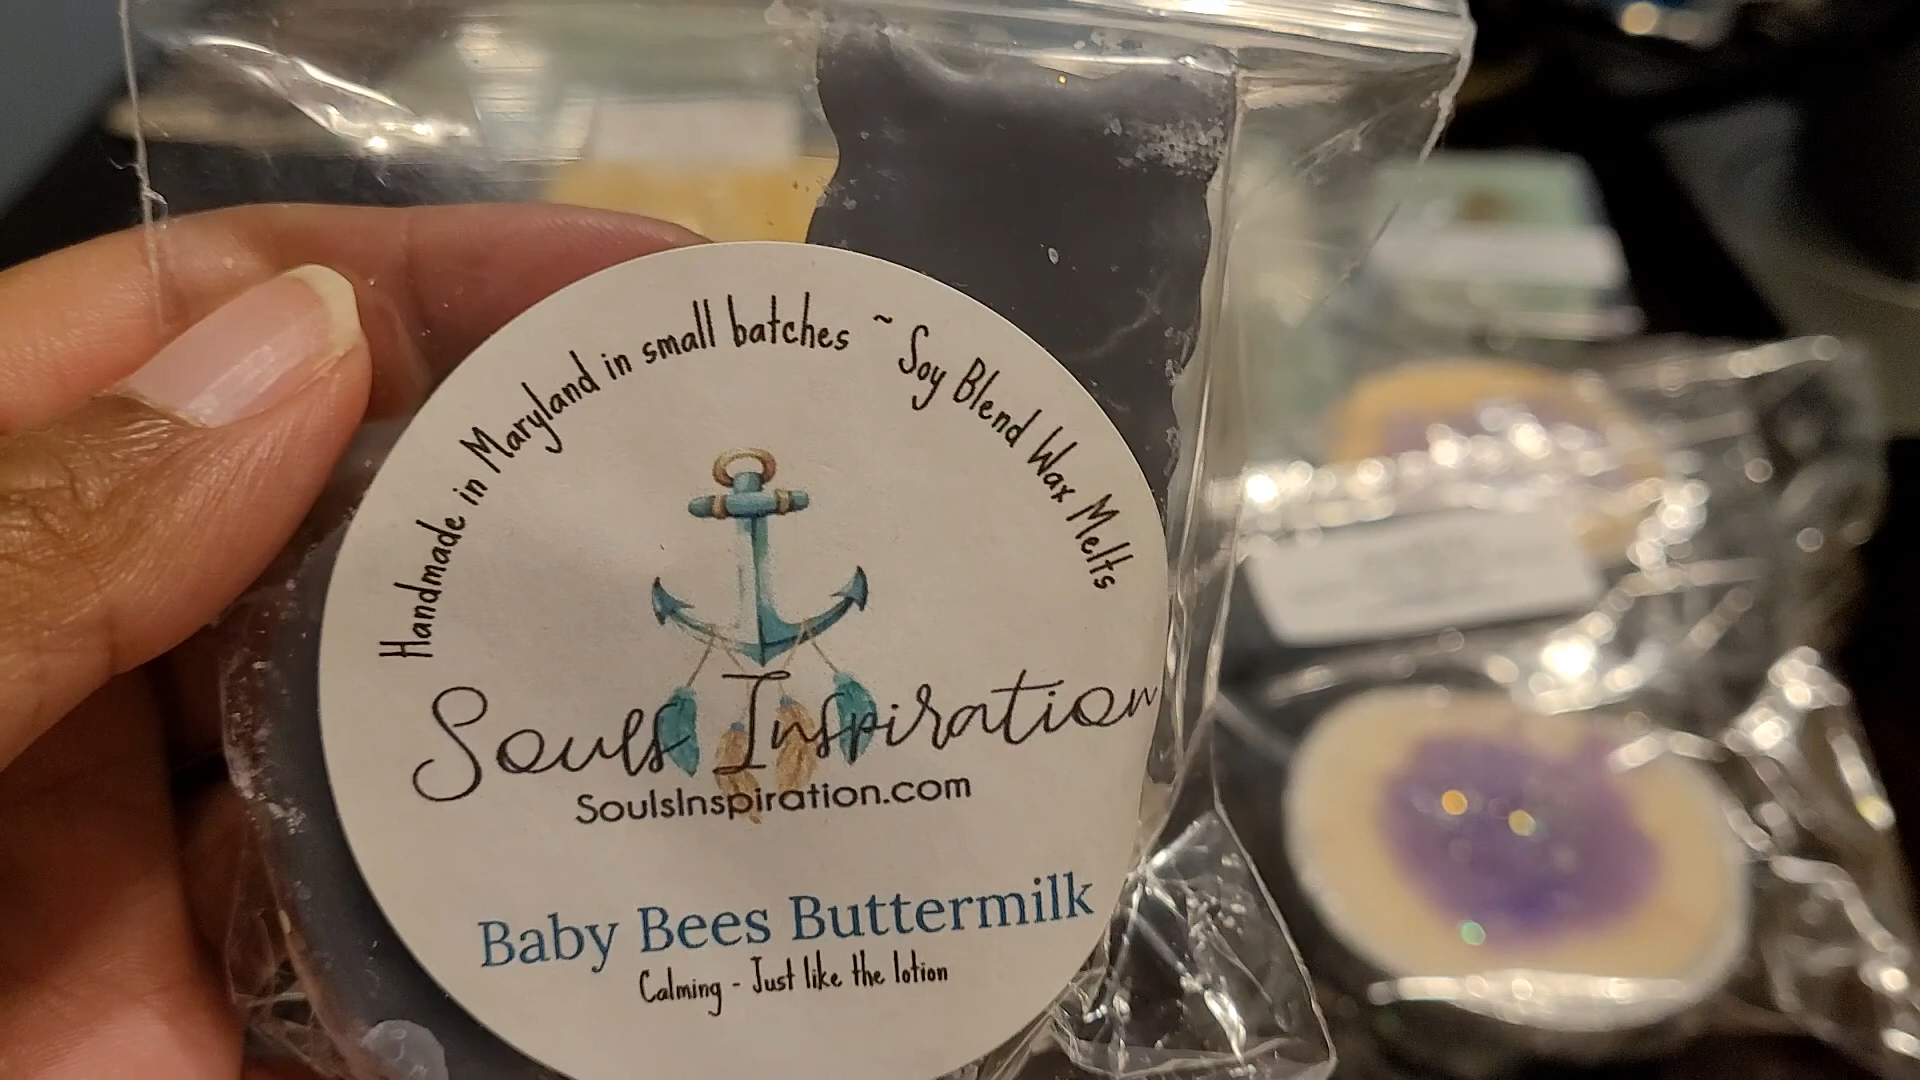 Handmade in Maryland in small batches ~ Soy Blend Wax Melts
Souls Inspiration
SoulsInspiration.com
Baby Bees Buttermilk
Calming - Just like the lotion